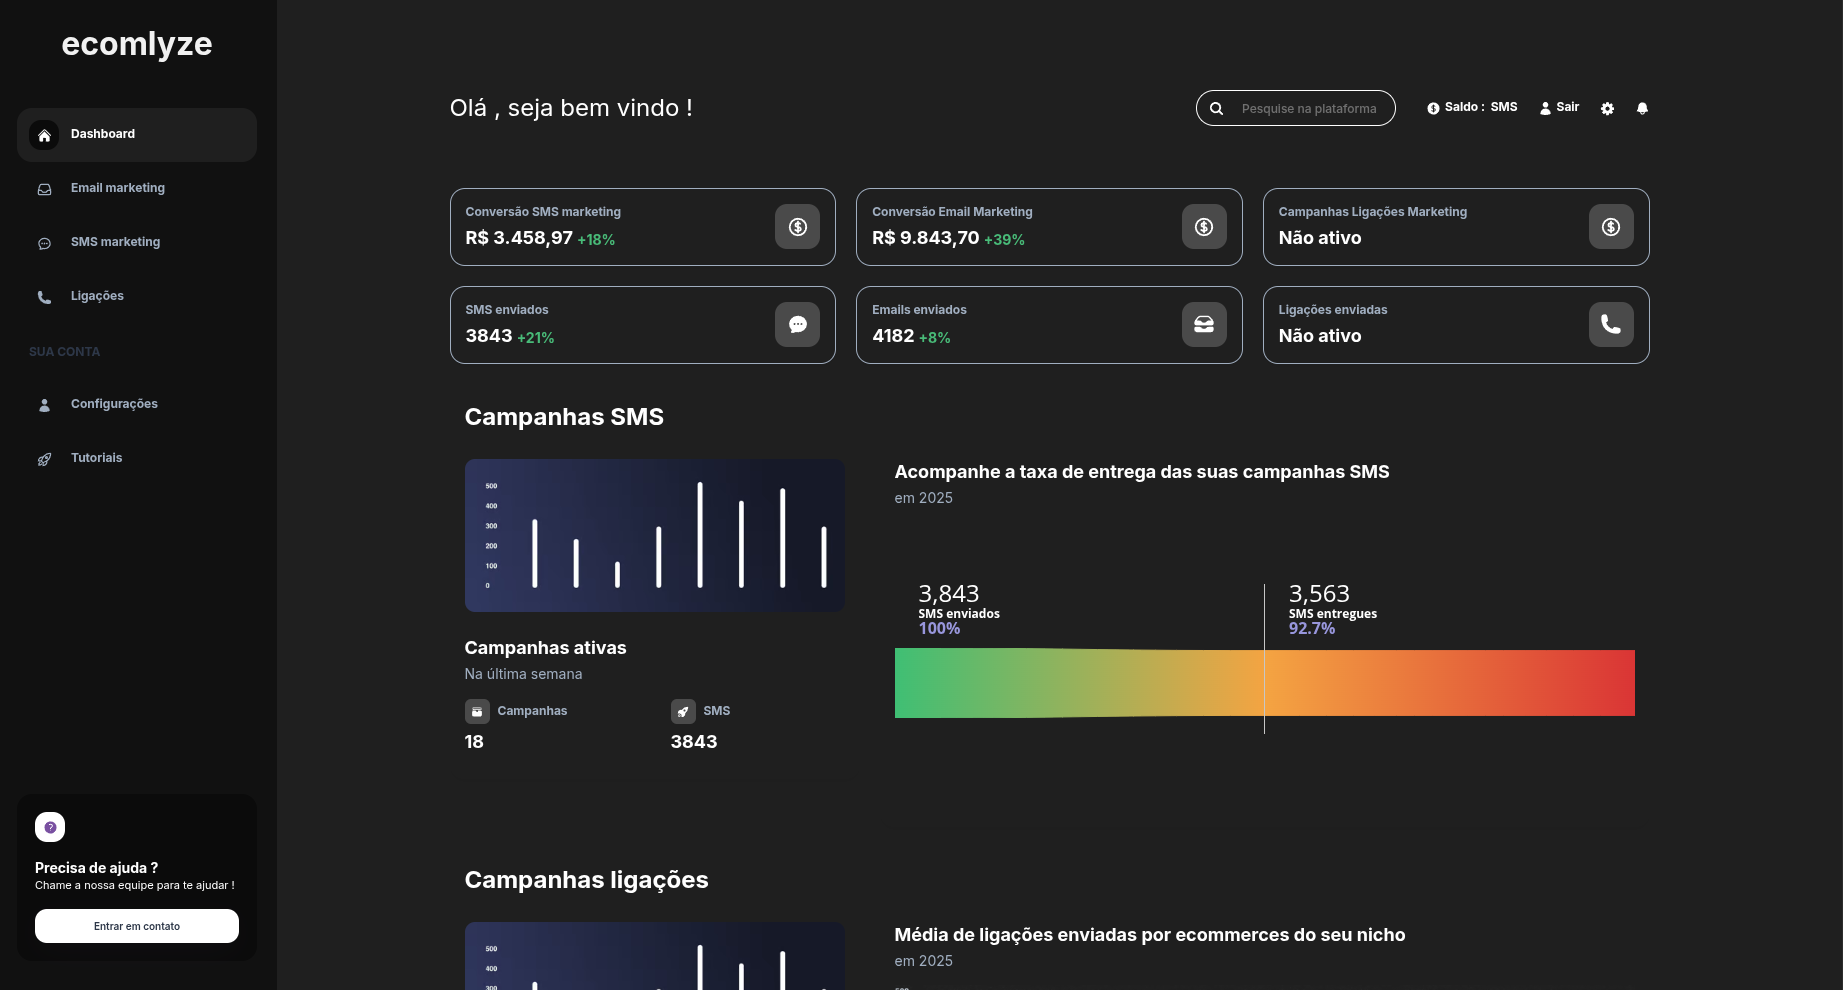 ecomlyze
Dashboard
Email marketing
SMS marketing
Ligações
SUA CONTA
Configurações
Tutoriais
Precisa de ajuda ?
Chame a nossa equipe para te ajudar !
Entrar em contato
Olá , seja bem vindo !
Pesquise na plataforma
Saldo : SMS
Sair
Conversão SMS marketing
R$ 3.458,97 +18%
Conversão Email Marketing
R$ 9.843,70 +39%
Campanhas Ligações Marketing
Não ativo
SMS enviados
3843 +21%
Emails enviados
4182 +8%
Ligações enviadas
Não ativo
Campanhas SMS
500
400
300
200
100
0
Campanhas ativas
Na última semana
Campanhas
18
SMS
3843
Acompanhe a taxa de entrega das suas campanhas SMS
em 2025
3,843
SMS enviados
100%
3,563
SMS entregues
92.7%
Campanhas ligações
500
400
300
Média de ligações enviadas por ecommerces do seu nicho
em 2025